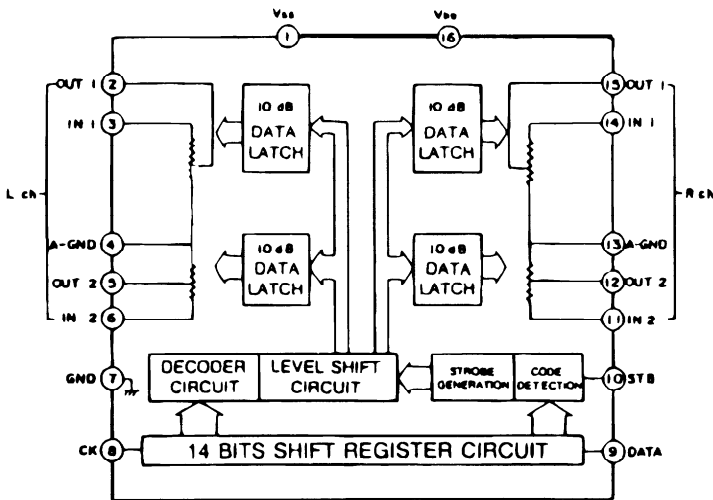 Vss
VDD
1
16
OUT 1
2
15
OUT 1
IN 1
3
14
IN 1
10 dB
DATA
LATCH
10 dB
DATA
LATCH
L ch
R ch
A-GND
4
13
A-GND
OUT 2
5
12
OUT 2
IN 2
6
11
IN 2
10 dB
DATA
LATCH
10 dB
DATA
LATCH
GND
7
DECODER
CIRCUIT
LEVEL SHIFT
CIRCUIT
STROBE
GENERATION
CODE
DETECTION
10
STB
CK
8
14 BITS SHIFT REGISTER CIRCUIT
9
DATA